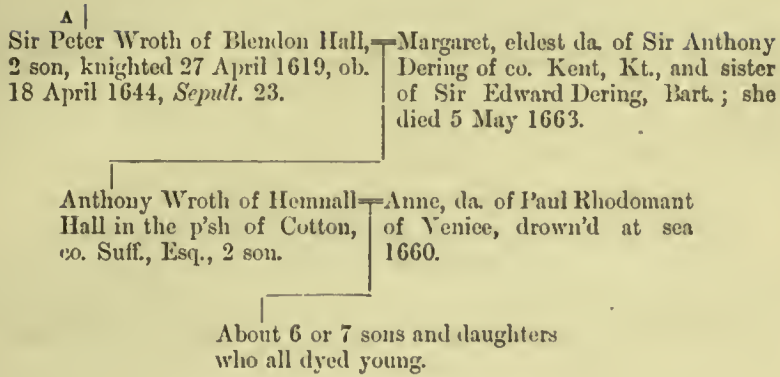 A
Sir Peter Wroth of Blendon Hall,
2 son, knighted 27 April 1619, ob.
18 April 1644, Sepult. 23.
Margaret, eldest da. of Sir Anthony
Dering of co. Kent, Kt., and sister
of Sir Edward Dering, Bart.; she
died 5 May 1663.
Anthony Wroth of Hemnall
Hall in the p'sh of Cotton,
co. Suff., Esq., 2 son.
Anne, da. of Paul Rhodomant
of Venice, drown'd at sea
1660.
About 6 or 7 sons and daughters
who all dyed young.